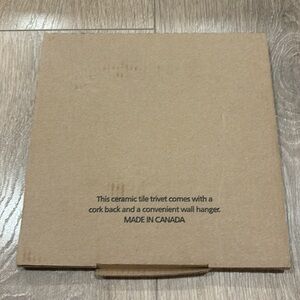 This ceramic tile trivet comes with a
cork back and a convenient wall hanger.
MADE IN CANADA